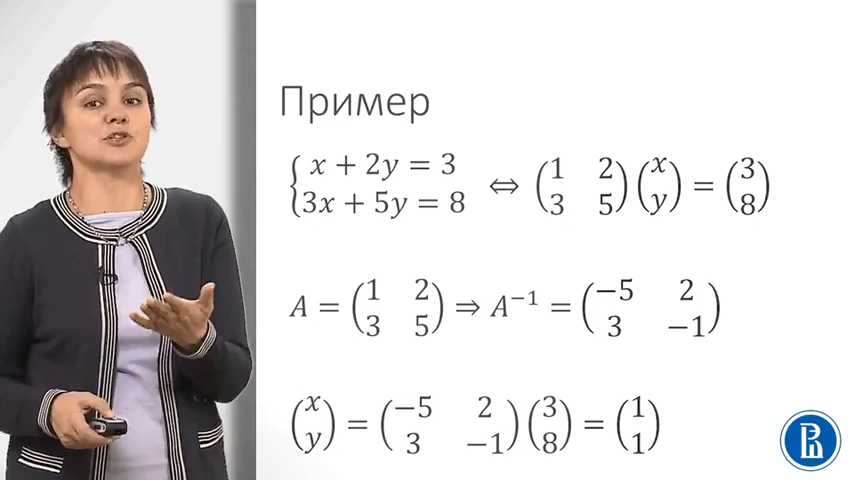 Пример
{x + 2y = 3
3x + 5y = 8 ⇔ (1 2
3 5)(x
y) = (3
8)
A = (1 2
3 5) ⇒ A⁻¹ = (−5 2
3 −1)
(x
y) = (−5 2
3 −1)(3
8) = (1
1)